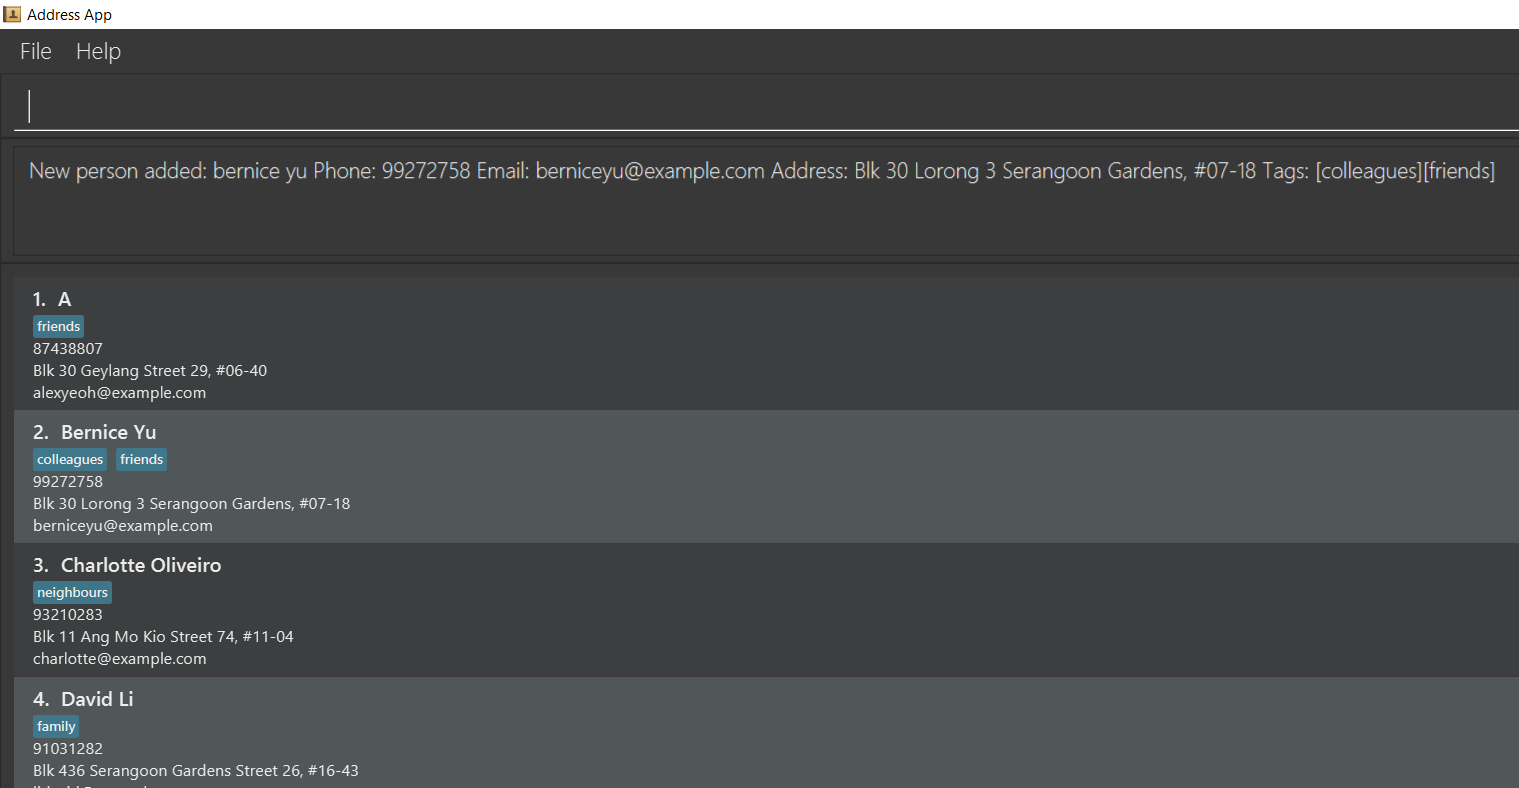 Address App
File Help
New person added: bernice yu Phone: 99272758 Email: berniceyu@example.com Address: Blk 30 Lorong 3 Serangoon Gardens, #07-18 Tags: [colleagues][friends]
1. A
friends
87438807
Blk 30 Geylang Street 29, #06-40
alexyeoh@example.com
2. Bernice Yu
colleagues friends
99272758
Blk 30 Lorong 3 Serangoon Gardens, #07-18
berniceyu@example.com
3. Charlotte Oliveiro
neighbours
93210283
Blk 11 Ang Mo Kio Street 74, #11-04
charlotte@example.com
4. David Li
family
91031282
Blk 436 Serangoon Gardens Street 26, #16-43